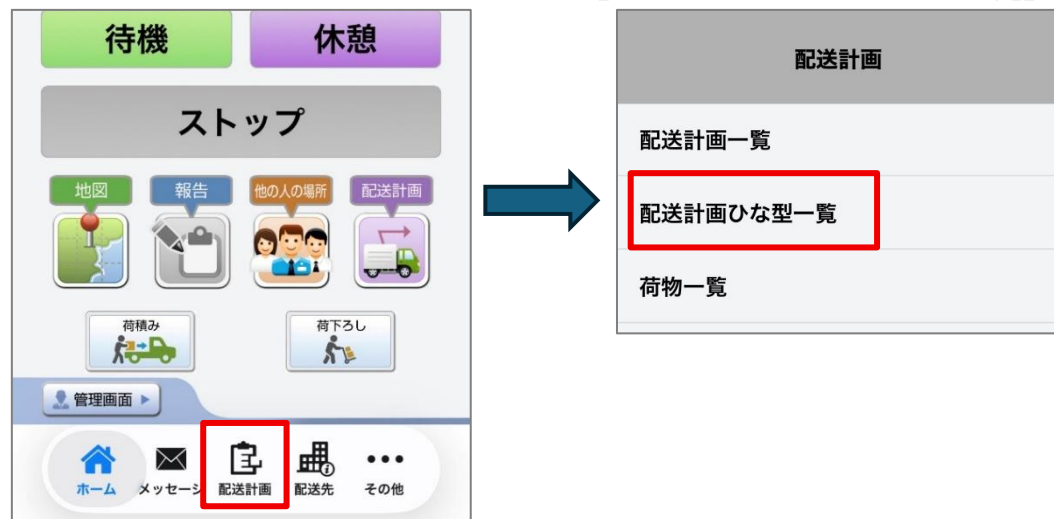 待機
休憩
ストップ
地図
報告
他の人の場所
配送計画
荷積み
荷下ろし
管理画面
ホーム
メッセージ
配送計画
配送先
その他
配送計画
配送計画一覧
配送計画ひな型一覧
荷物一覧